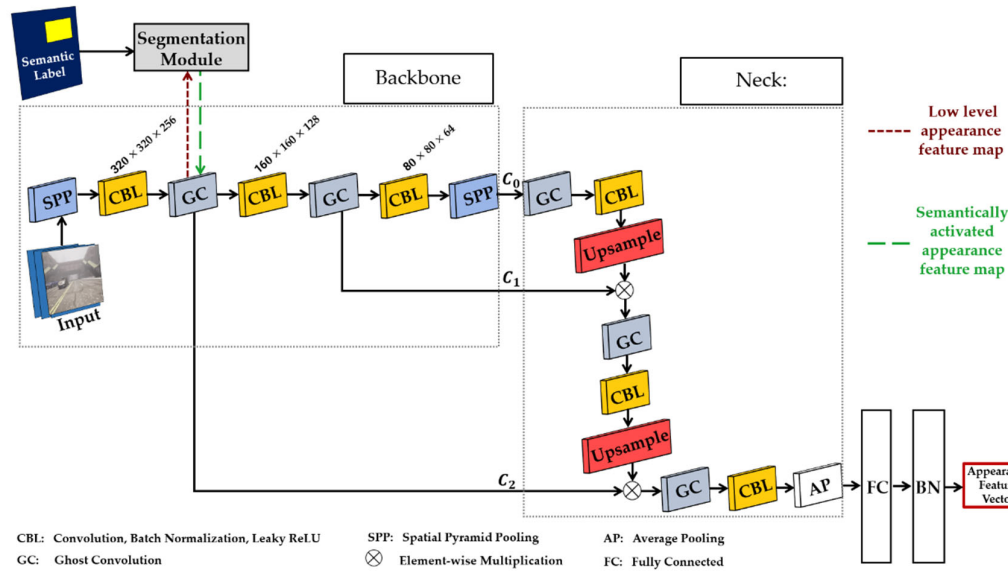 Semantic
Label
Segmentation
Module
Backbone
Neck:
Low level
appearance
feature map
Semantically
activated
appearance
feature map
320 × 320 × 256
160 × 160 × 128
80 × 80 × 64
SPP
CBL
GC
CBL
GC
CBL
SPP
C₀
GC
CBL
Input
Upsample
C₁
GC
CBL
Upsample
C₂
GC
CBL
AP
FC
BN
Appeara
Featur
Vecto
CBL: Convolution, Batch Normalization, Leaky ReLU
SPP: Spatial Pyramid Pooling
AP: Average Pooling
GC: Ghost Convolution
Element-wise Multiplication
FC: Fully Connected